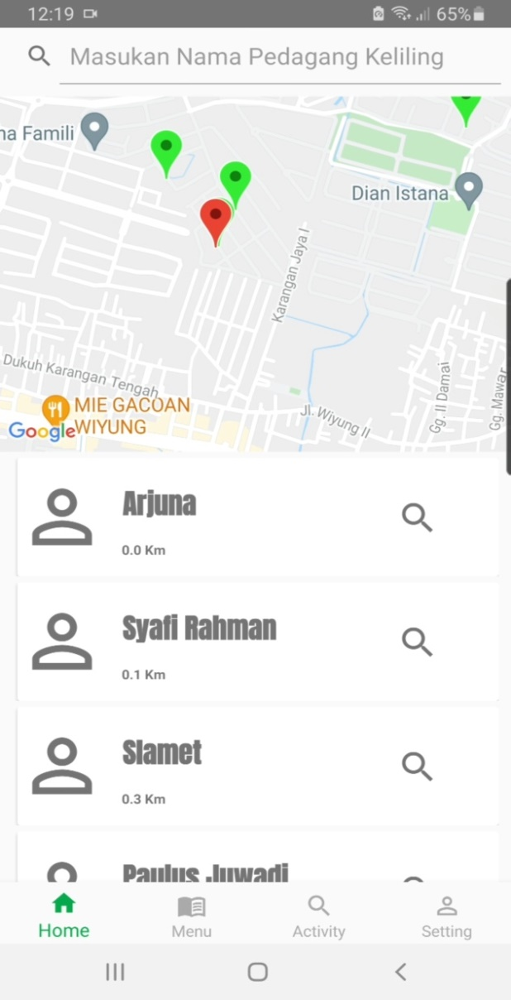 12:19
65%
Masukan Nama Pedagang Keliling
na Famili
Dian Istana
Karangan Jaya I
Dukuh Karangan Tengah
MIE GACOAN
WIYUNG
Google
Jl. Wiyung II
Gg. II Damai
Gg. Mawar
Arjuna
0.0 Km
Syafi Rahman
0.1 Km
Slamet
0.3 Km
Paulus Juwadi
Home
Menu
Activity
Setting